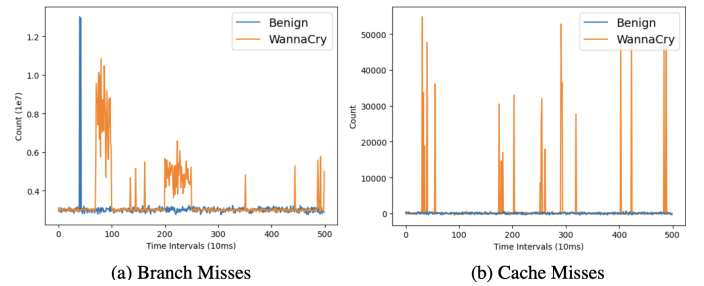 Benign
WannaCry
Count (1e7)
1.2
1.0
0.8
0.6
0.4
0
100
200
300
400
500
Time Intervals (10ms)
(a) Branch Misses
Benign
WannaCry
Count
50000
40000
30000
20000
10000
0
0
100
200
300
400
500
Time Intervals (10ms)
(b) Cache Misses